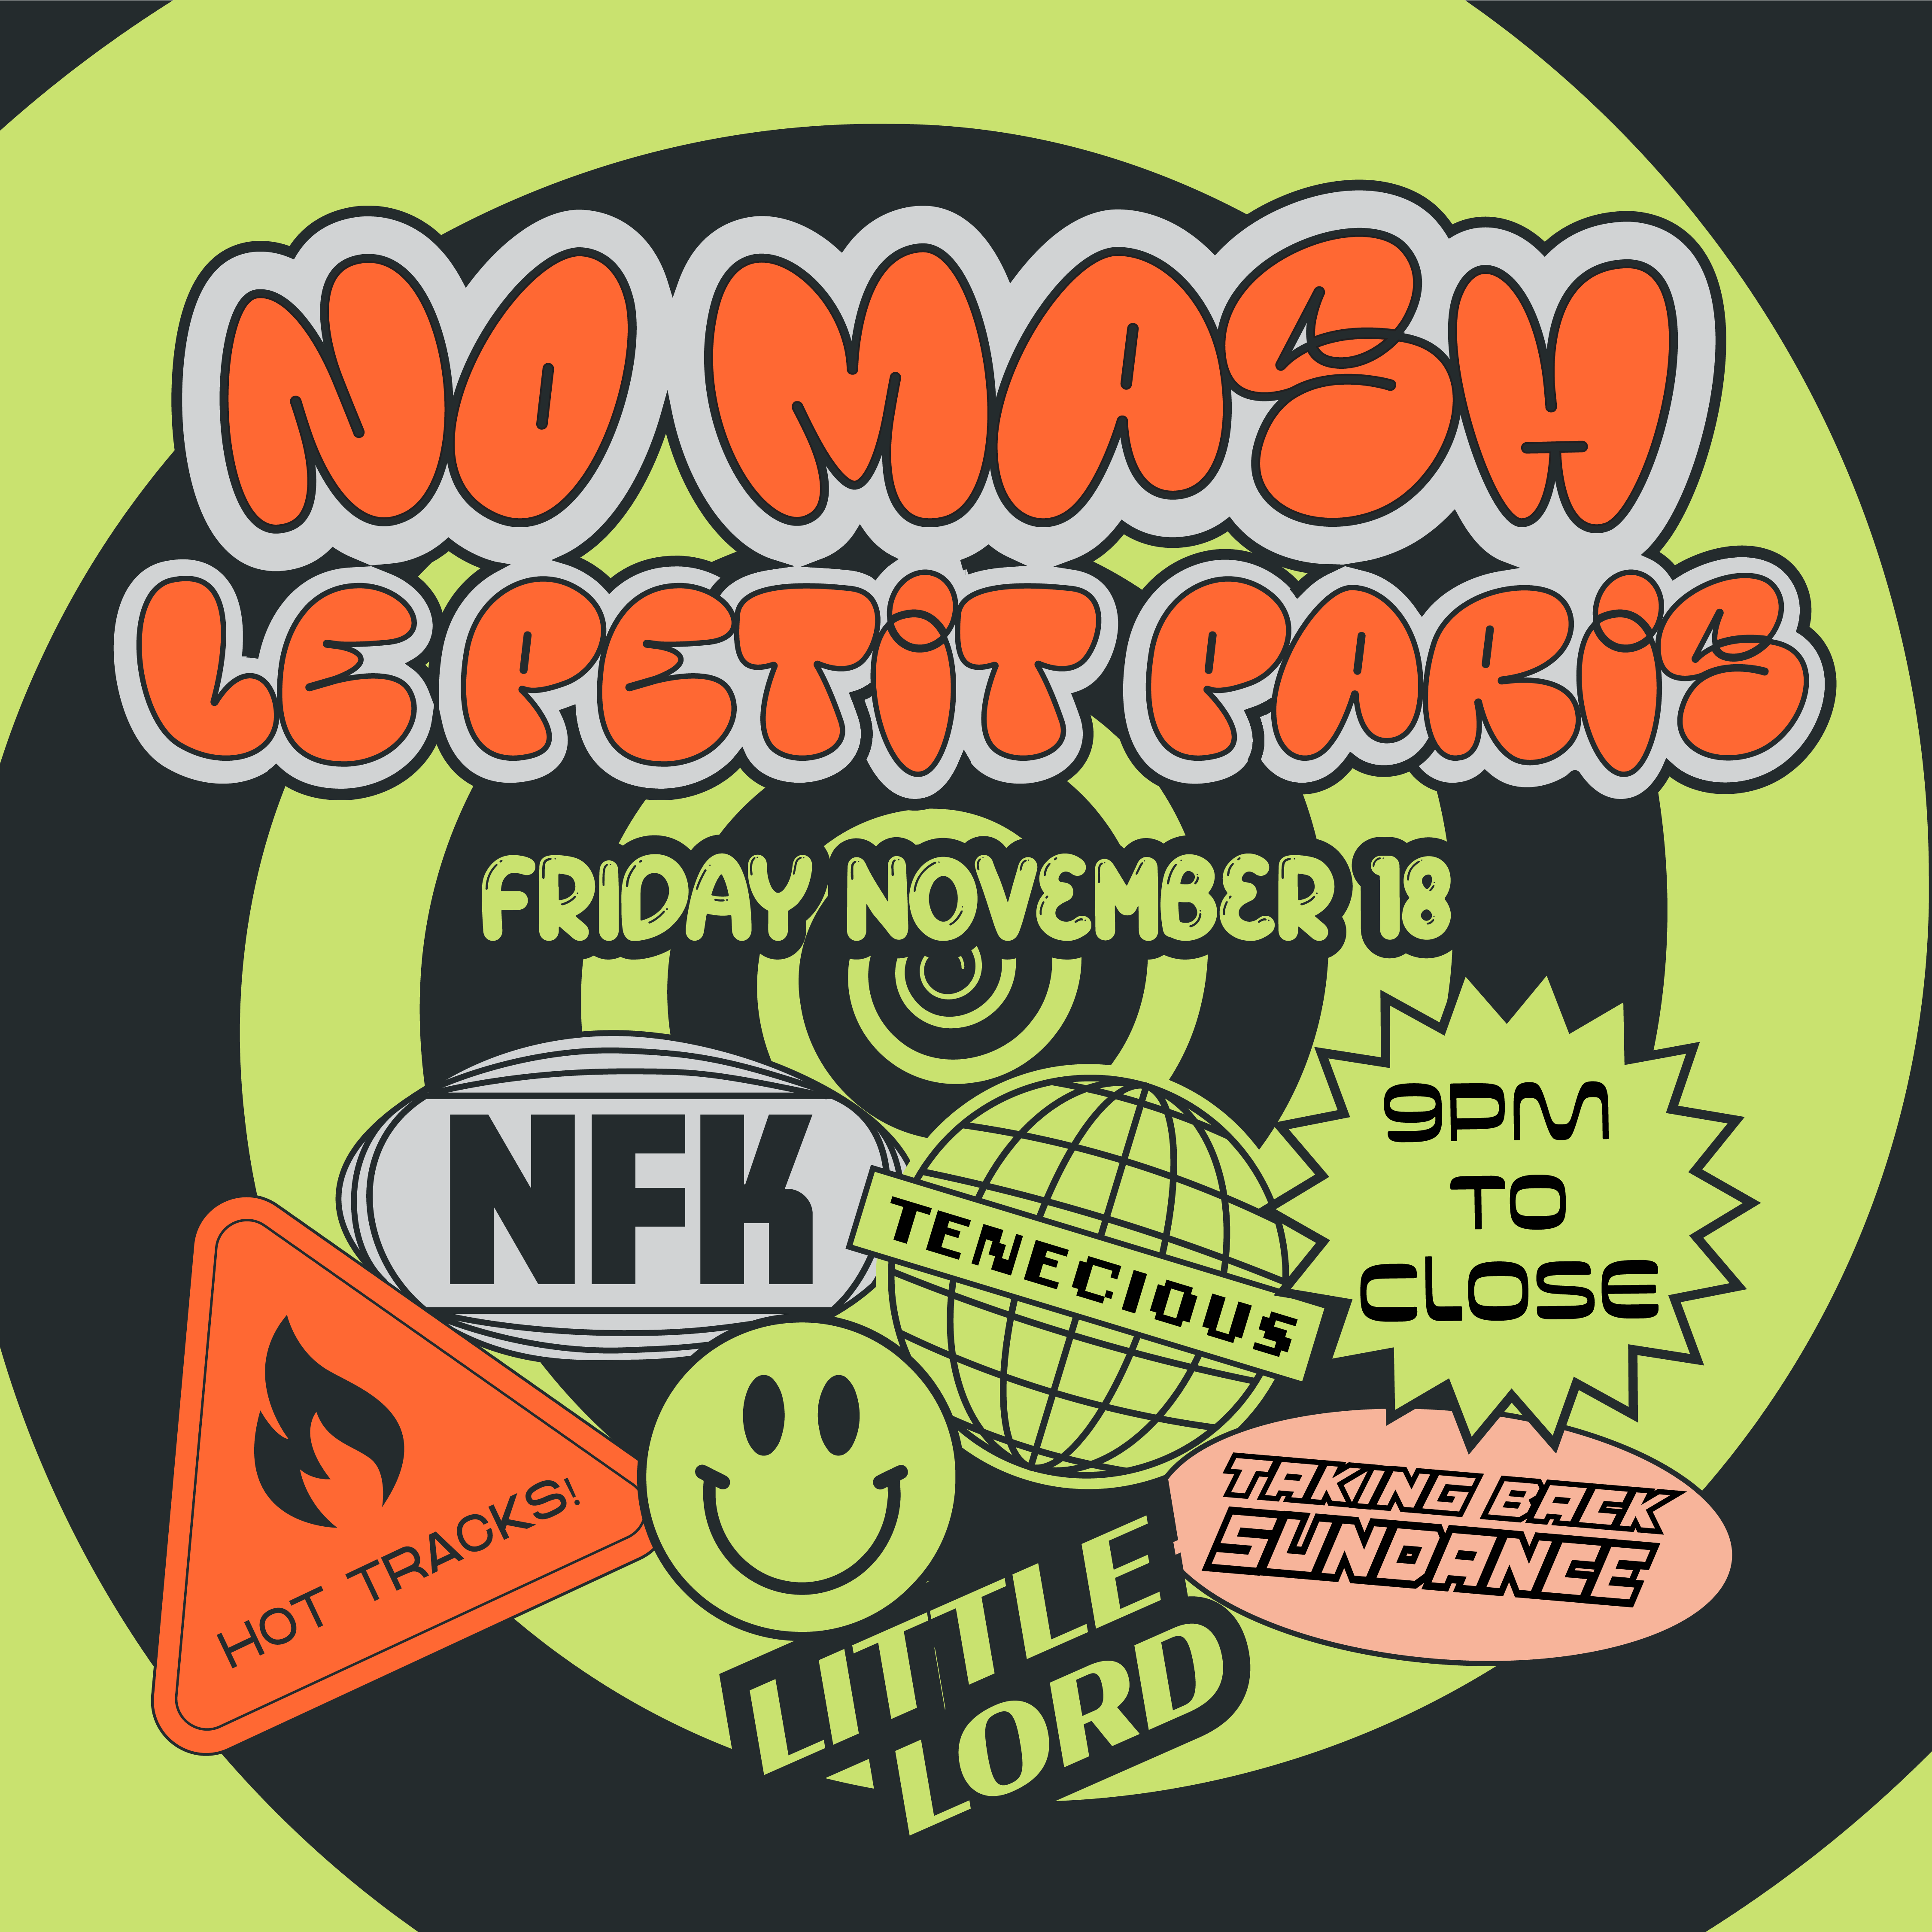 NO MASH
LE PETiT PARiS
FRIDAY NOVEMBER 18
9PM
TO
CLOSE
NFK
TENECIOUS
HOT TRACKS!
TAKING BACK
SUNDANCE
LITTLE
LORD